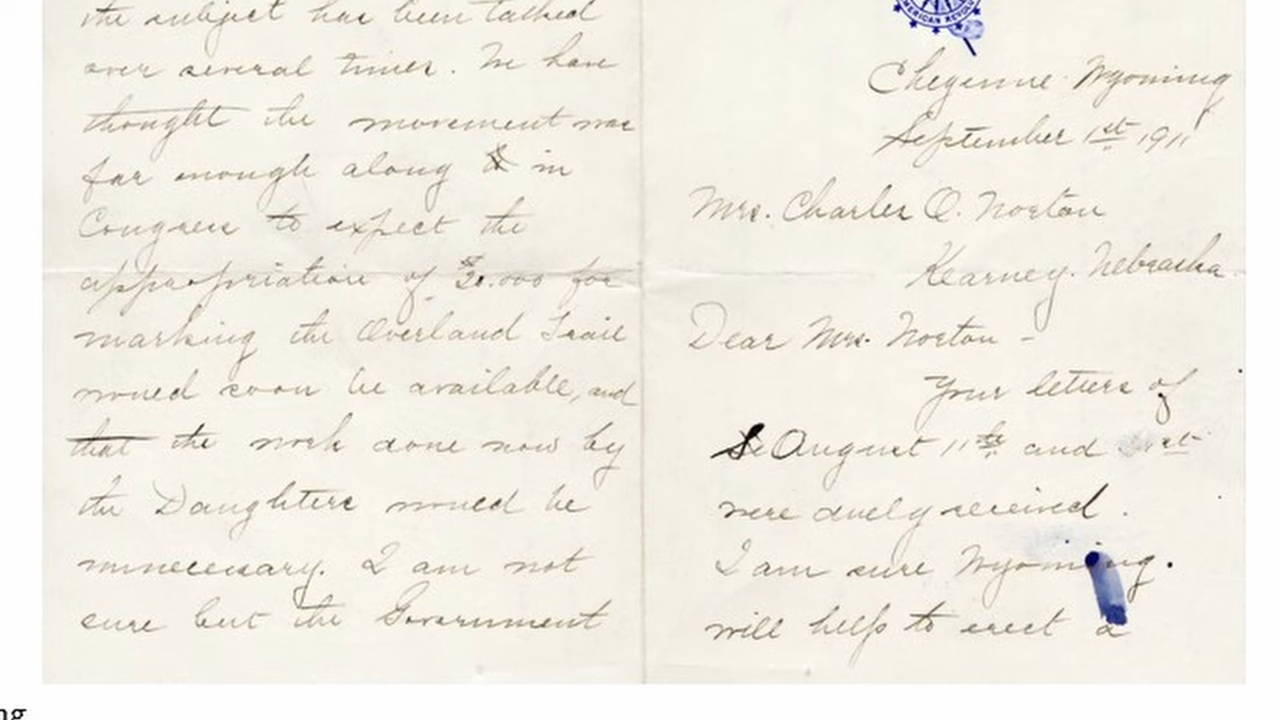 the subject has been talked
over several times. We have
thought the movement was
far enough along in
Congress to expect the
appropriation of for
marking the Overland Trail
would soon be available, and
that the work done now by
the Daughters would be
unnecessary. I am not
sure but the Government
MERICAN REVOL
Cheyenne Wyoming
September 1st 1911
Mrs. Charles O. Norton
Kearney. Nebraska.
Dear Mrs. Norton -
Your letters of
August 11th and
were duly received.
I am sure Wyoming.
will help to erect a
ng